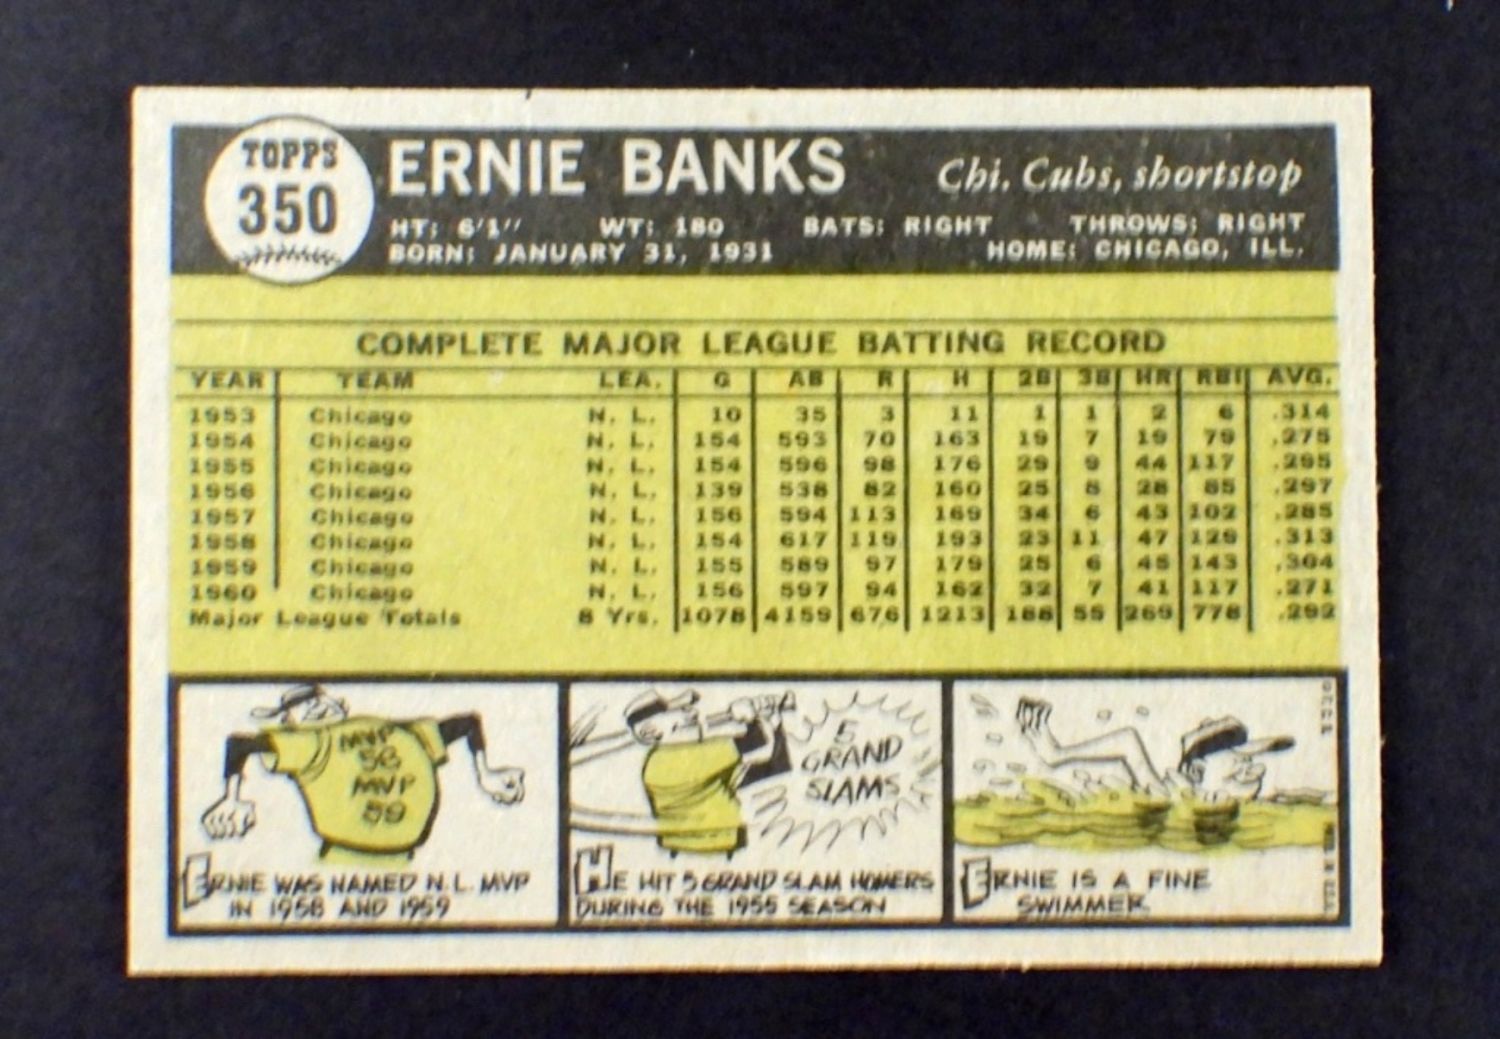 TOPPS
350
ERNIE BANKS
Chi. Cubs, shortstop
HT: 6'1" WT: 180 BATS: RIGHT THROWS: RIGHT
BORN: JANUARY 31, 1931 HOME: CHICAGO, ILL.
COMPLETE MAJOR LEAGUE BATTING RECORD
YEAR TEAM LEA. G AB R H 2B 3B HR RBI AVG.
1953 Chicago N. L. 10 35 3 11 1 1 2 6 .314
1954 Chicago N. L. 154 593 70 163 19 7 19 79 .275
1955 Chicago N. L. 154 596 98 176 29 9 44 117 .295
1956 Chicago N. L. 139 538 82 160 25 8 28 85 .297
1957 Chicago N. L. 156 594 113 169 34 6 43 102 .285
1958 Chicago N. L. 154 617 119 193 23 11 47 129 .313
1959 Chicago N. L. 155 589 97 179 25 6 45 143 .304
1960 Chicago N. L. 156 597 94 162 32 7 41 117 .271
Major League Totals 8 Yrs. 1078 4159 676 1213 188 55 269 778 .292
MVP
58
MVP
59
ERNIE WAS NAMED N.L. MVP
IN 1958 AND 1959
5
GRAND
SLAMS
HE HIT 5 GRAND SLAM HOMERS
DURING THE 1955 SEASON
ERNIE IS A FINE
SWIMMER.